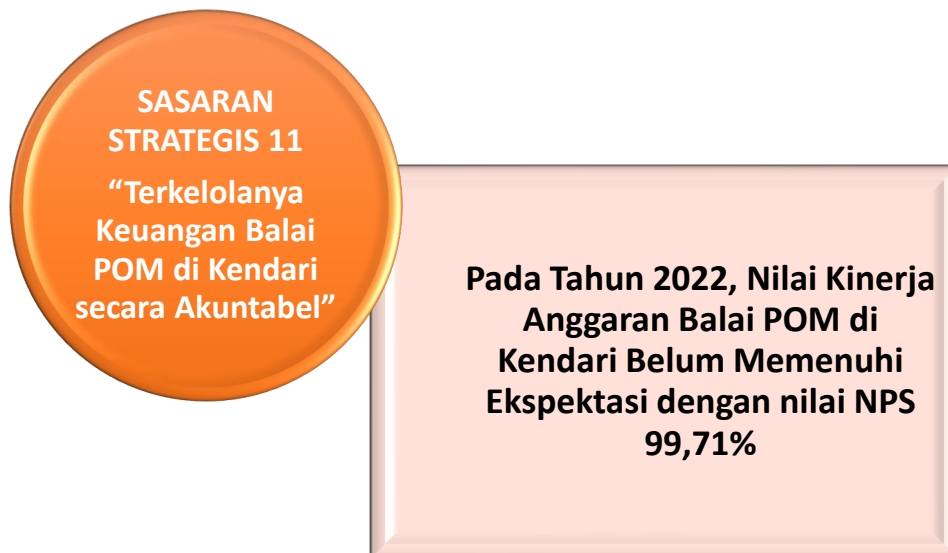 SASARAN
STRATEGIS 11
“Terkelolanya
Keuangan Balai
POM di Kendari
secara Akuntabel”
Pada Tahun 2022, Nilai Kinerja
Anggaran Balai POM di
Kendari Belum Memenuhi
Ekspektasi dengan nilai NPS
99,71%